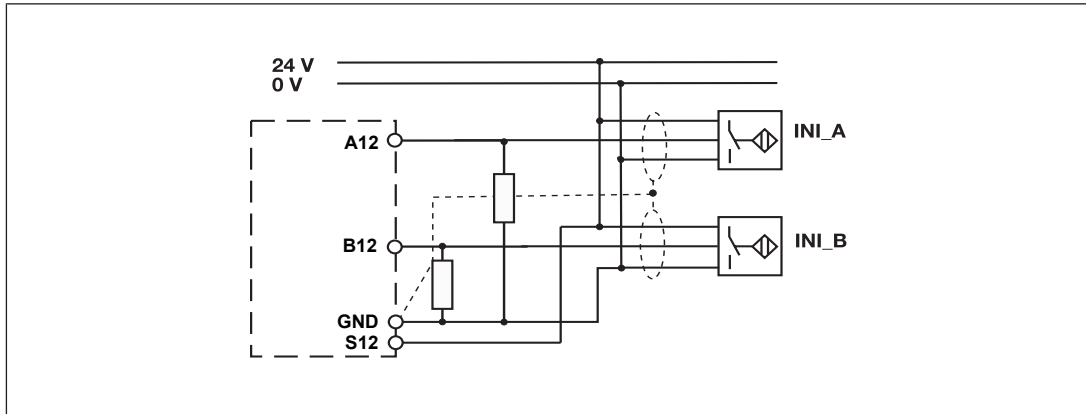 24 V
0 V
A12
INI_A
B12
INI_B
GND
S12